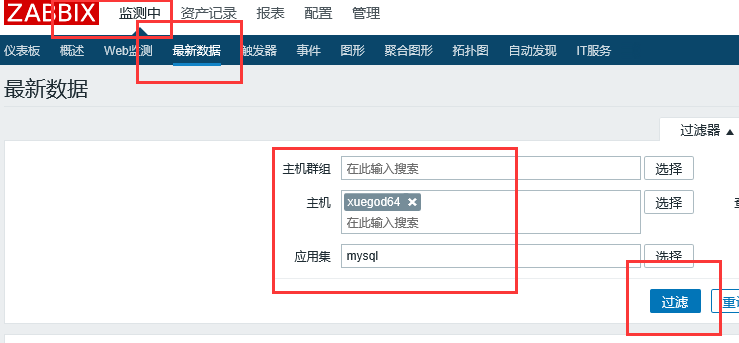 ZABBIX 监测中 资产记录 报表 配置 管理
仪表板 概述 Web监测 最新数据 触发器 事件 图形 聚合图形 拓扑图 自动发现 IT服务
最新数据
过滤器 ▲
主机群组 在此输入搜索 选择
主机 xuegod64 ✖ 选择
在此输入搜索
应用集 mysql 选择
过滤